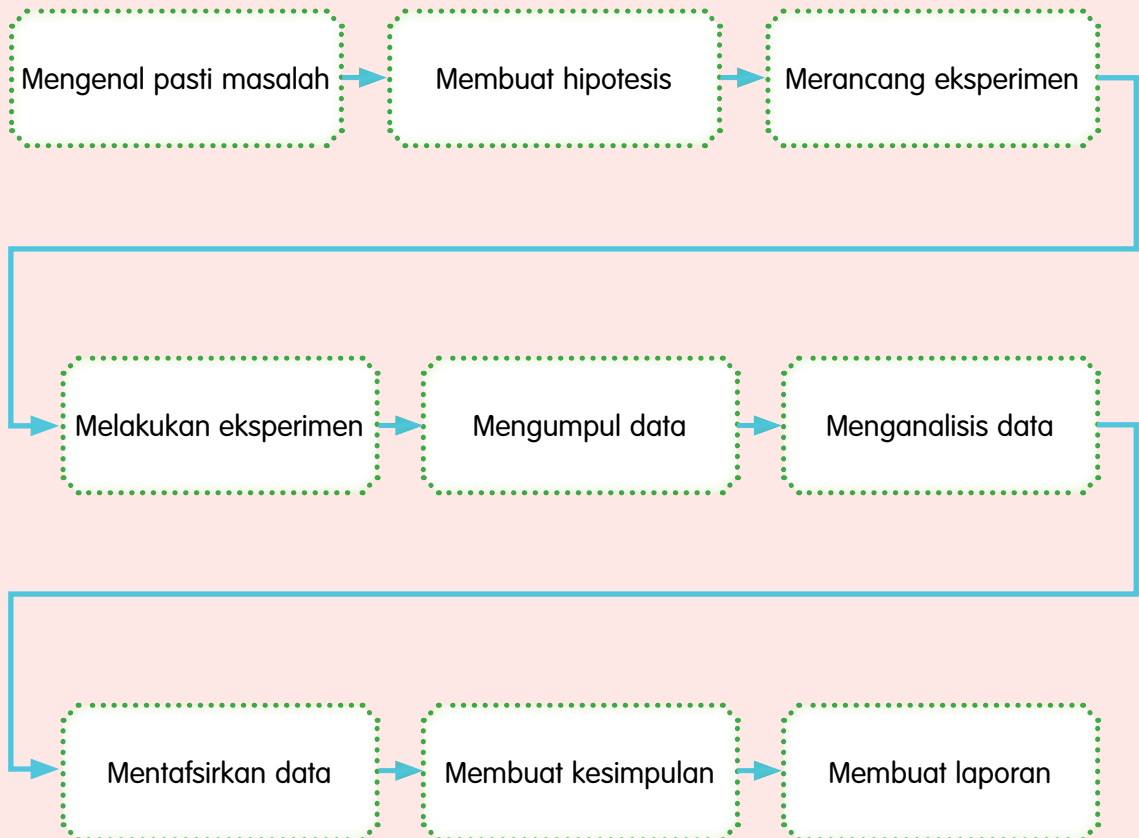 Mengenal pasti masalah
Membuat hipotesis
Merancang eksperimen
Melakukan eksperimen
Mengumpul data
Menganalisis data
Mentafsirkan data
Membuat kesimpulan
Membuat laporan